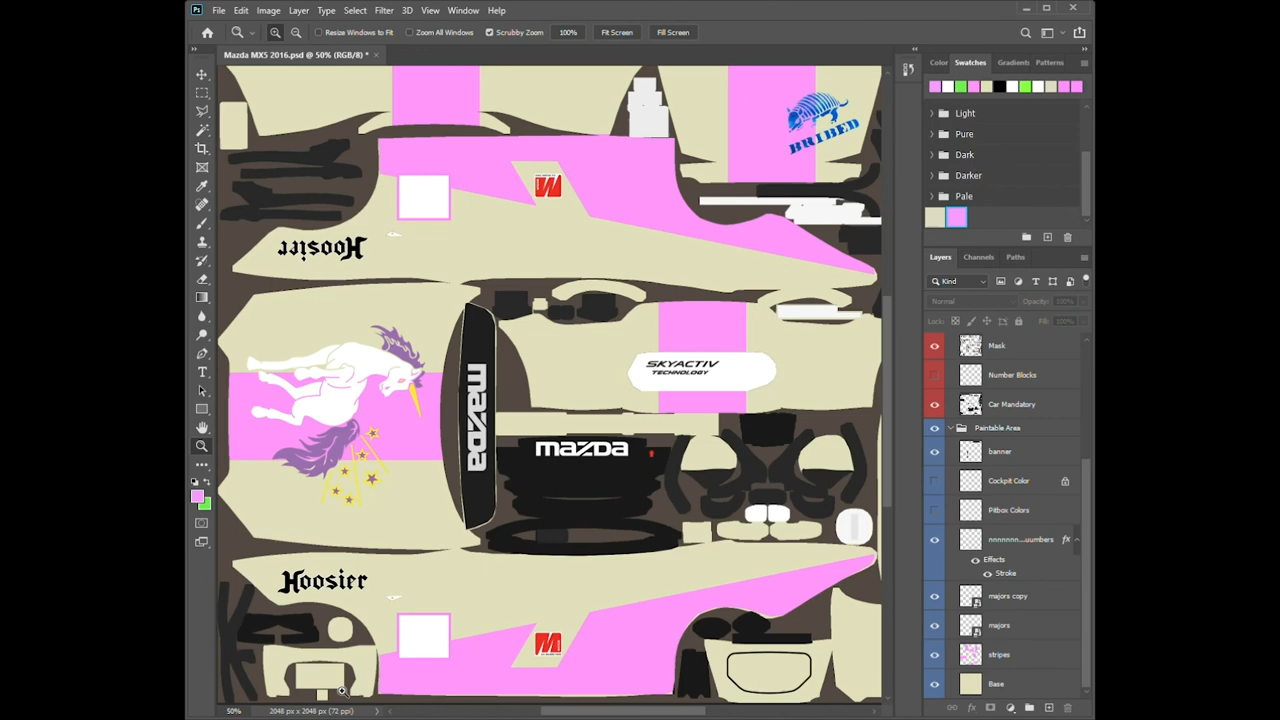 Ps File Edit Image Layer Type Select Filter 3D View Window Help
Resize Windows to Fit Zoom All Windows Scrubby Zoom 100% Fit Screen Fill Screen
Mazda MX5 2016.psd @ 50% (RGB/8) *
Color Swatches Gradients Patterns
Light
Pure
Dark
Darker
Pale
BRIBED
Hoosier
SKYACTIV
TECHNOLOGY
mazda
mazda
Hoosier
Layers Channels Paths
Kind
Normal Opacity: 100%
Lock: Fill: 100%
Mask
Number Blocks
Car Mandatory
Paintable Area
banner
Cockpit Color
Pitbox Colors
nnnnnnn...uumbers fx
Effects
Stroke
majors copy
majors
stripes
Base
50% 2048 px x 2048 px (72 ppi)